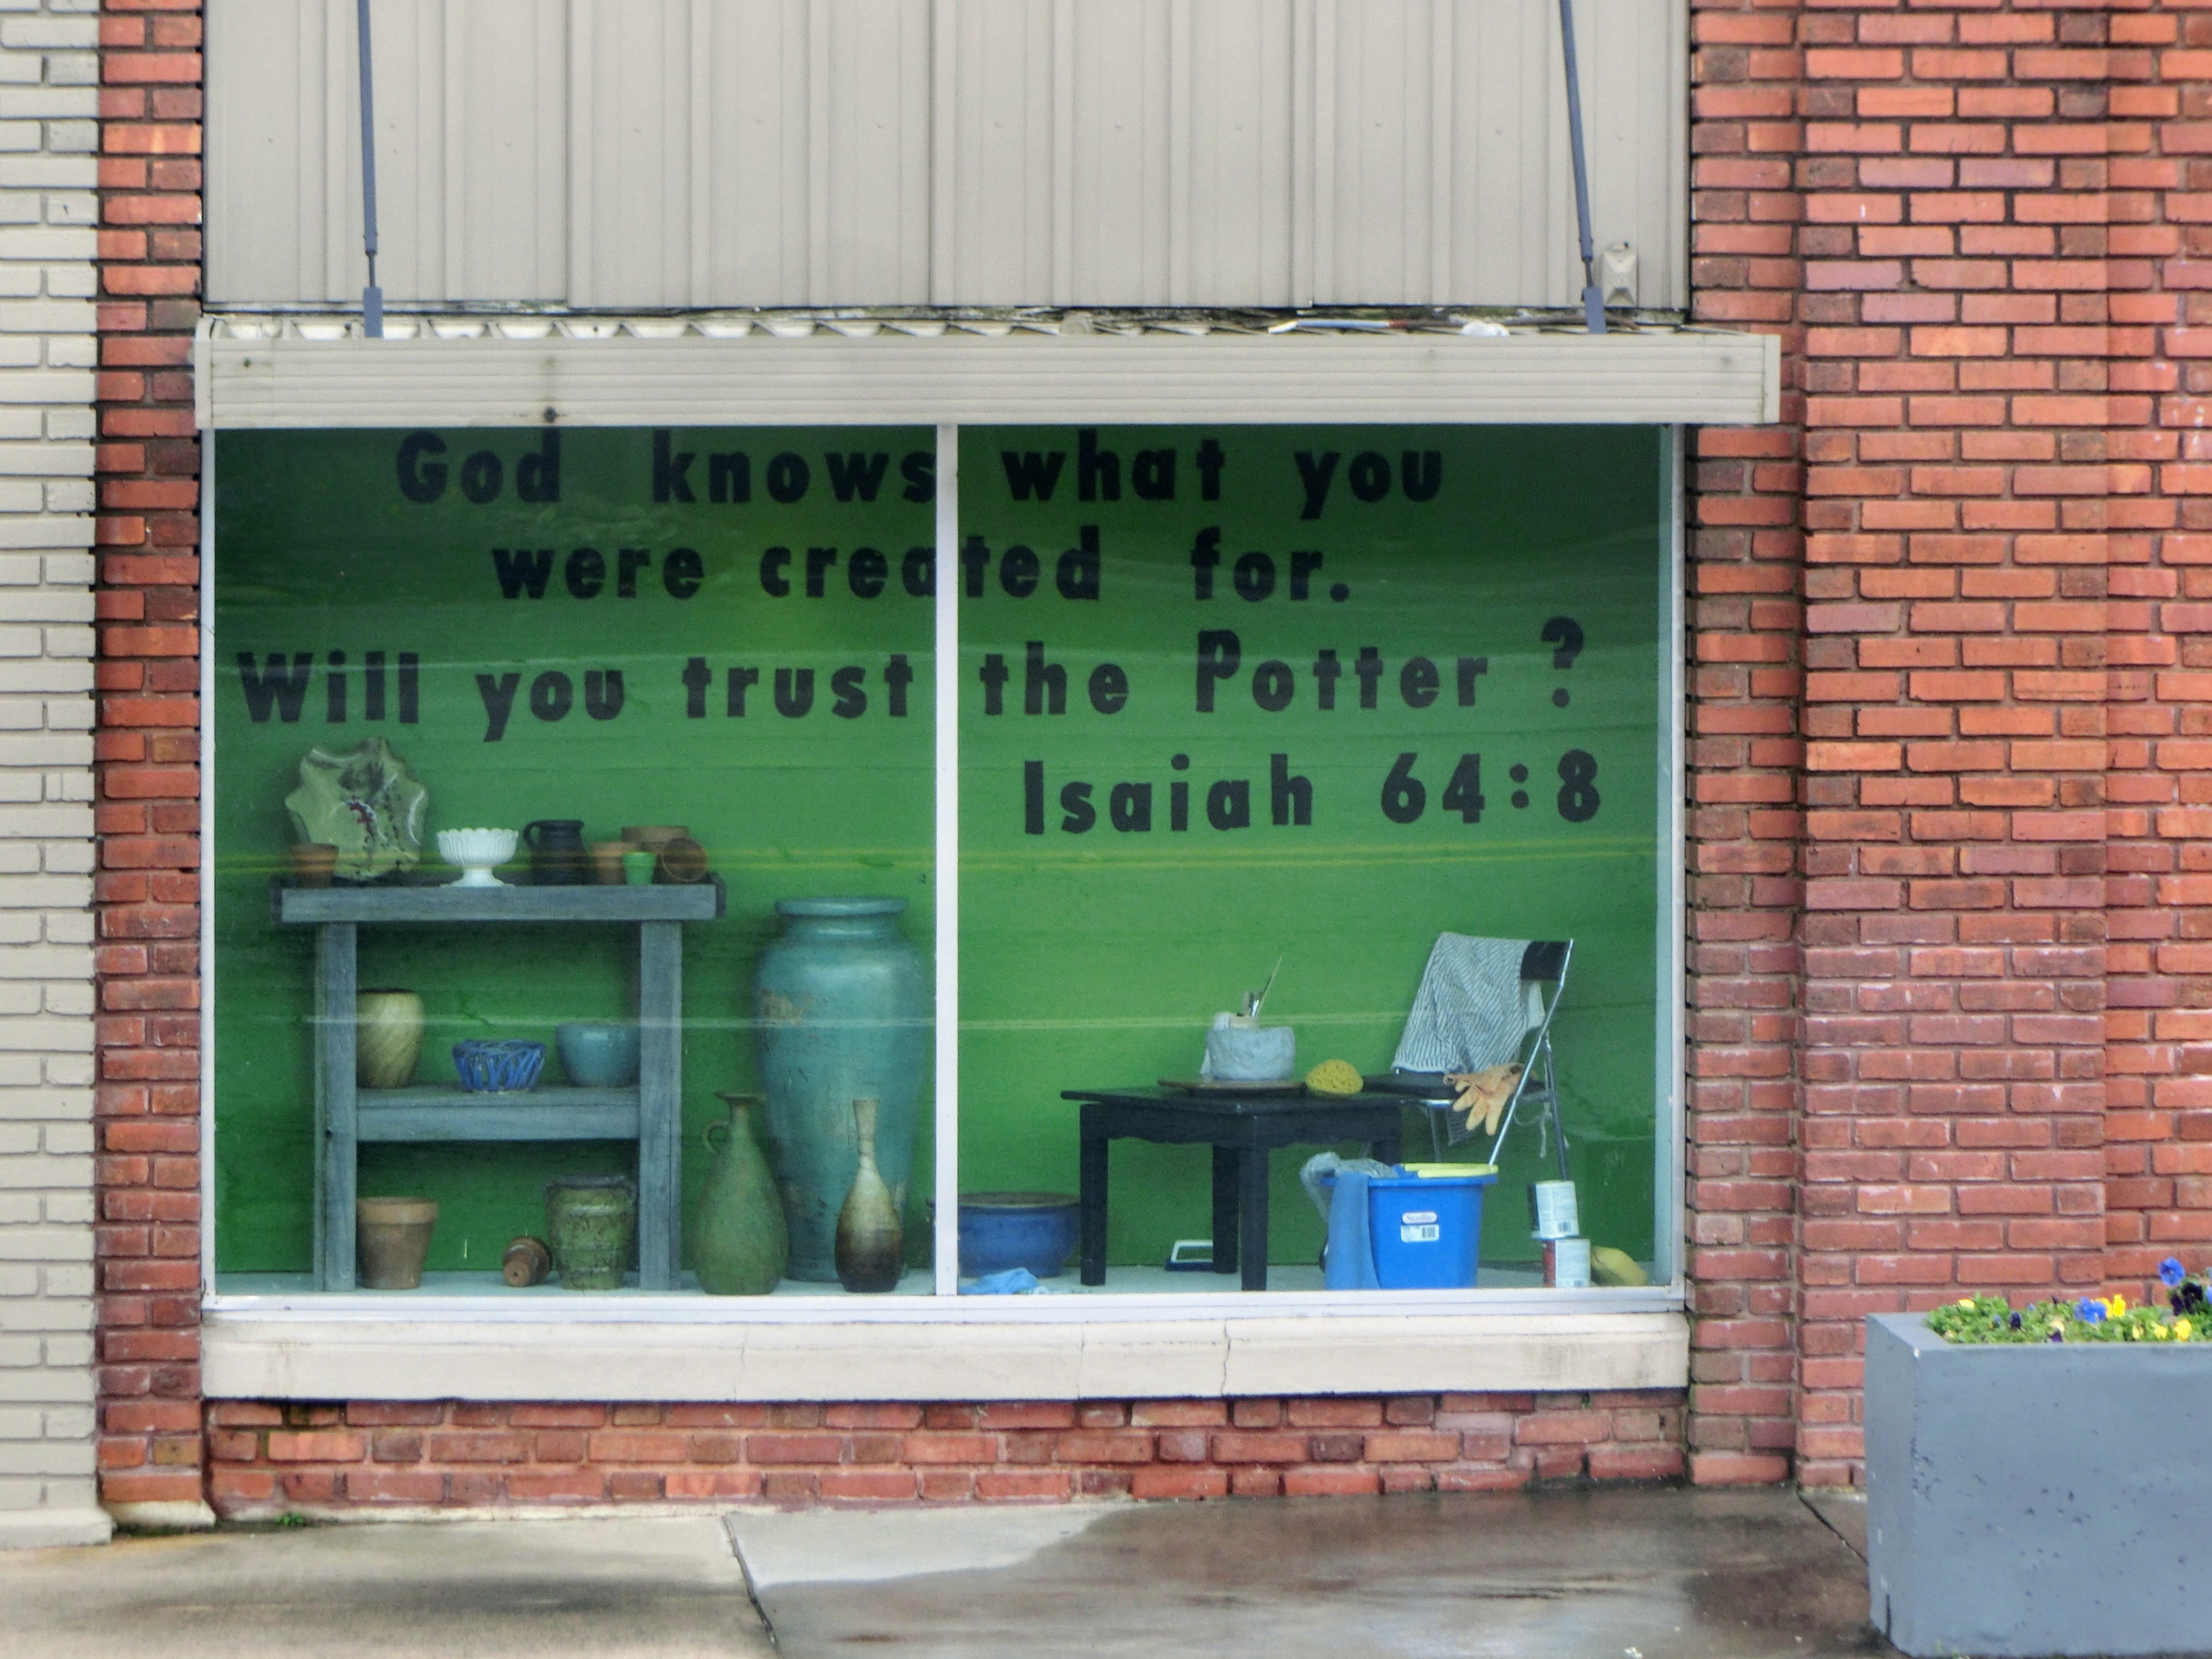 God knows what you
were created for.
Will you trust the Potter?
Isaiah 64:8